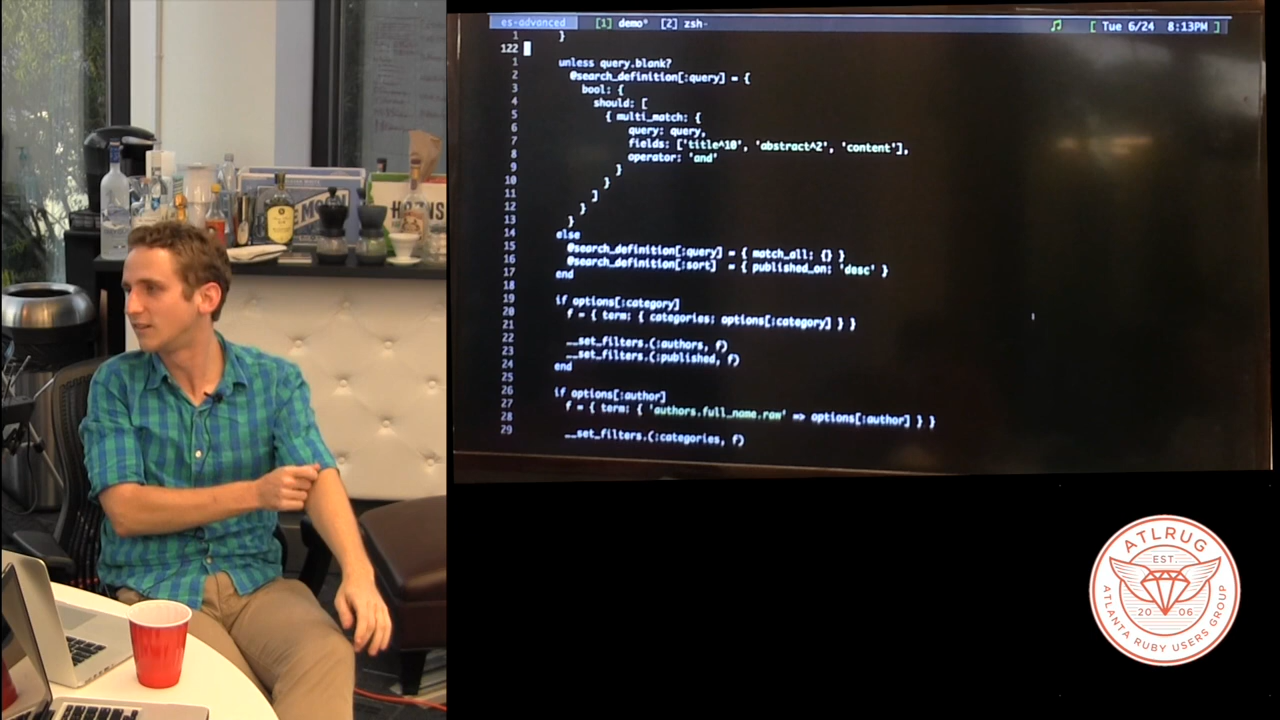 es-advanced [1] demo* [2] zsh- ♫ [ Tue 6/24 8:13PM ]
1 }
122
1 unless query.blank?
2 @search_definition[:query] = {
3 bool: {
4 should: [
5 { multi_match: {
6 query: query,
7 fields: ['title^10', 'abstract^2', 'content'],
8 operator: 'and'
9 }
10 }
11 ]
12 }
13 }
14 else
15 @search_definition[:query] = { match_all: {} }
16 @search_definition[:sort] = { published_on: 'desc' }
17 end
18
19 if options[:category]
20 f = { term: { categories: options[:category] } }
21
22 __set_filters.(:authors, f)
23 __set_filters.(:published, f)
24 end
25
26 if options[:author]
27 f = { term: { 'authors.full_name.raw' => options[:author] } }
28
29 __set_filters.(:categories, f)
ATLRUG
EST.
20 06
ATLANTA RUBY USERS GROUP